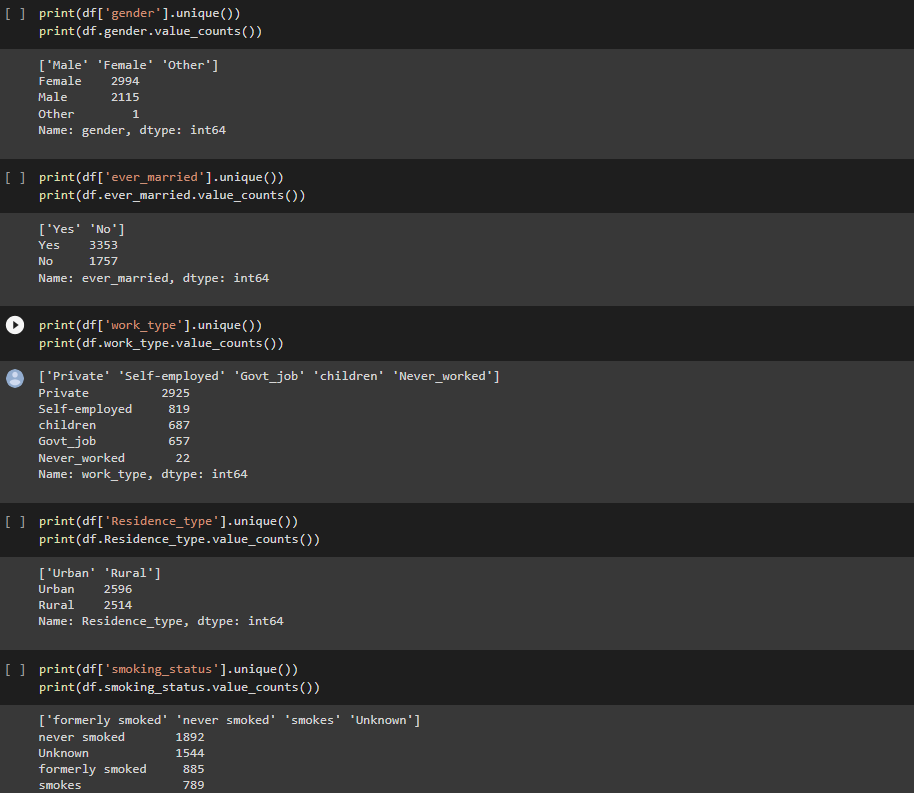 [ ] print(df['gender'].unique())
print(df.gender.value_counts())
['Male' 'Female' 'Other']
Female    2994
Male      2115
Other        1
Name: gender, dtype: int64
[ ] print(df['ever_married'].unique())
print(df.ever_married.value_counts())
['Yes' 'No']
Yes    3353
No     1757
Name: ever_married, dtype: int64
print(df['work_type'].unique())
print(df.work_type.value_counts())
['Private' 'Self-employed' 'Govt_job' 'children' 'Never_worked']
Private          2925
Self-employed     819
children          687
Govt_job          657
Never_worked       22
Name: work_type, dtype: int64
[ ] print(df['Residence_type'].unique())
print(df.Residence_type.value_counts())
['Urban' 'Rural']
Urban    2596
Rural    2514
Name: Residence_type, dtype: int64
[ ] print(df['smoking_status'].unique())
print(df.smoking_status.value_counts())
['formerly smoked' 'never smoked' 'smokes' 'Unknown']
never smoked       1892
Unknown            1544
formerly smoked     885
smokes              789